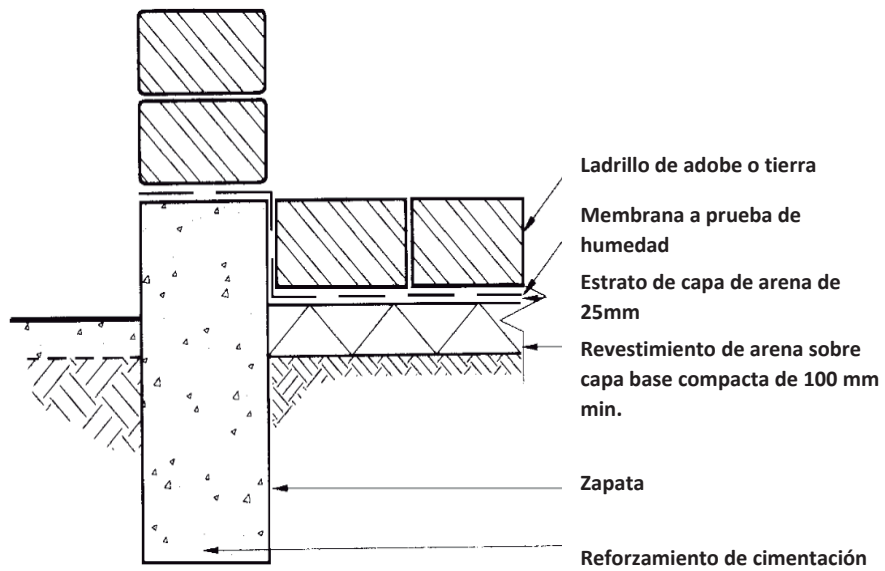 Ladrillo de adobe o tierra
Membrana a prueba de
humedad
Estrato de capa de arena de
25mm
Revestimiento de arena sobre
capa base compacta de 100 mm
min.
Zapata
Reforzamiento de cimentación